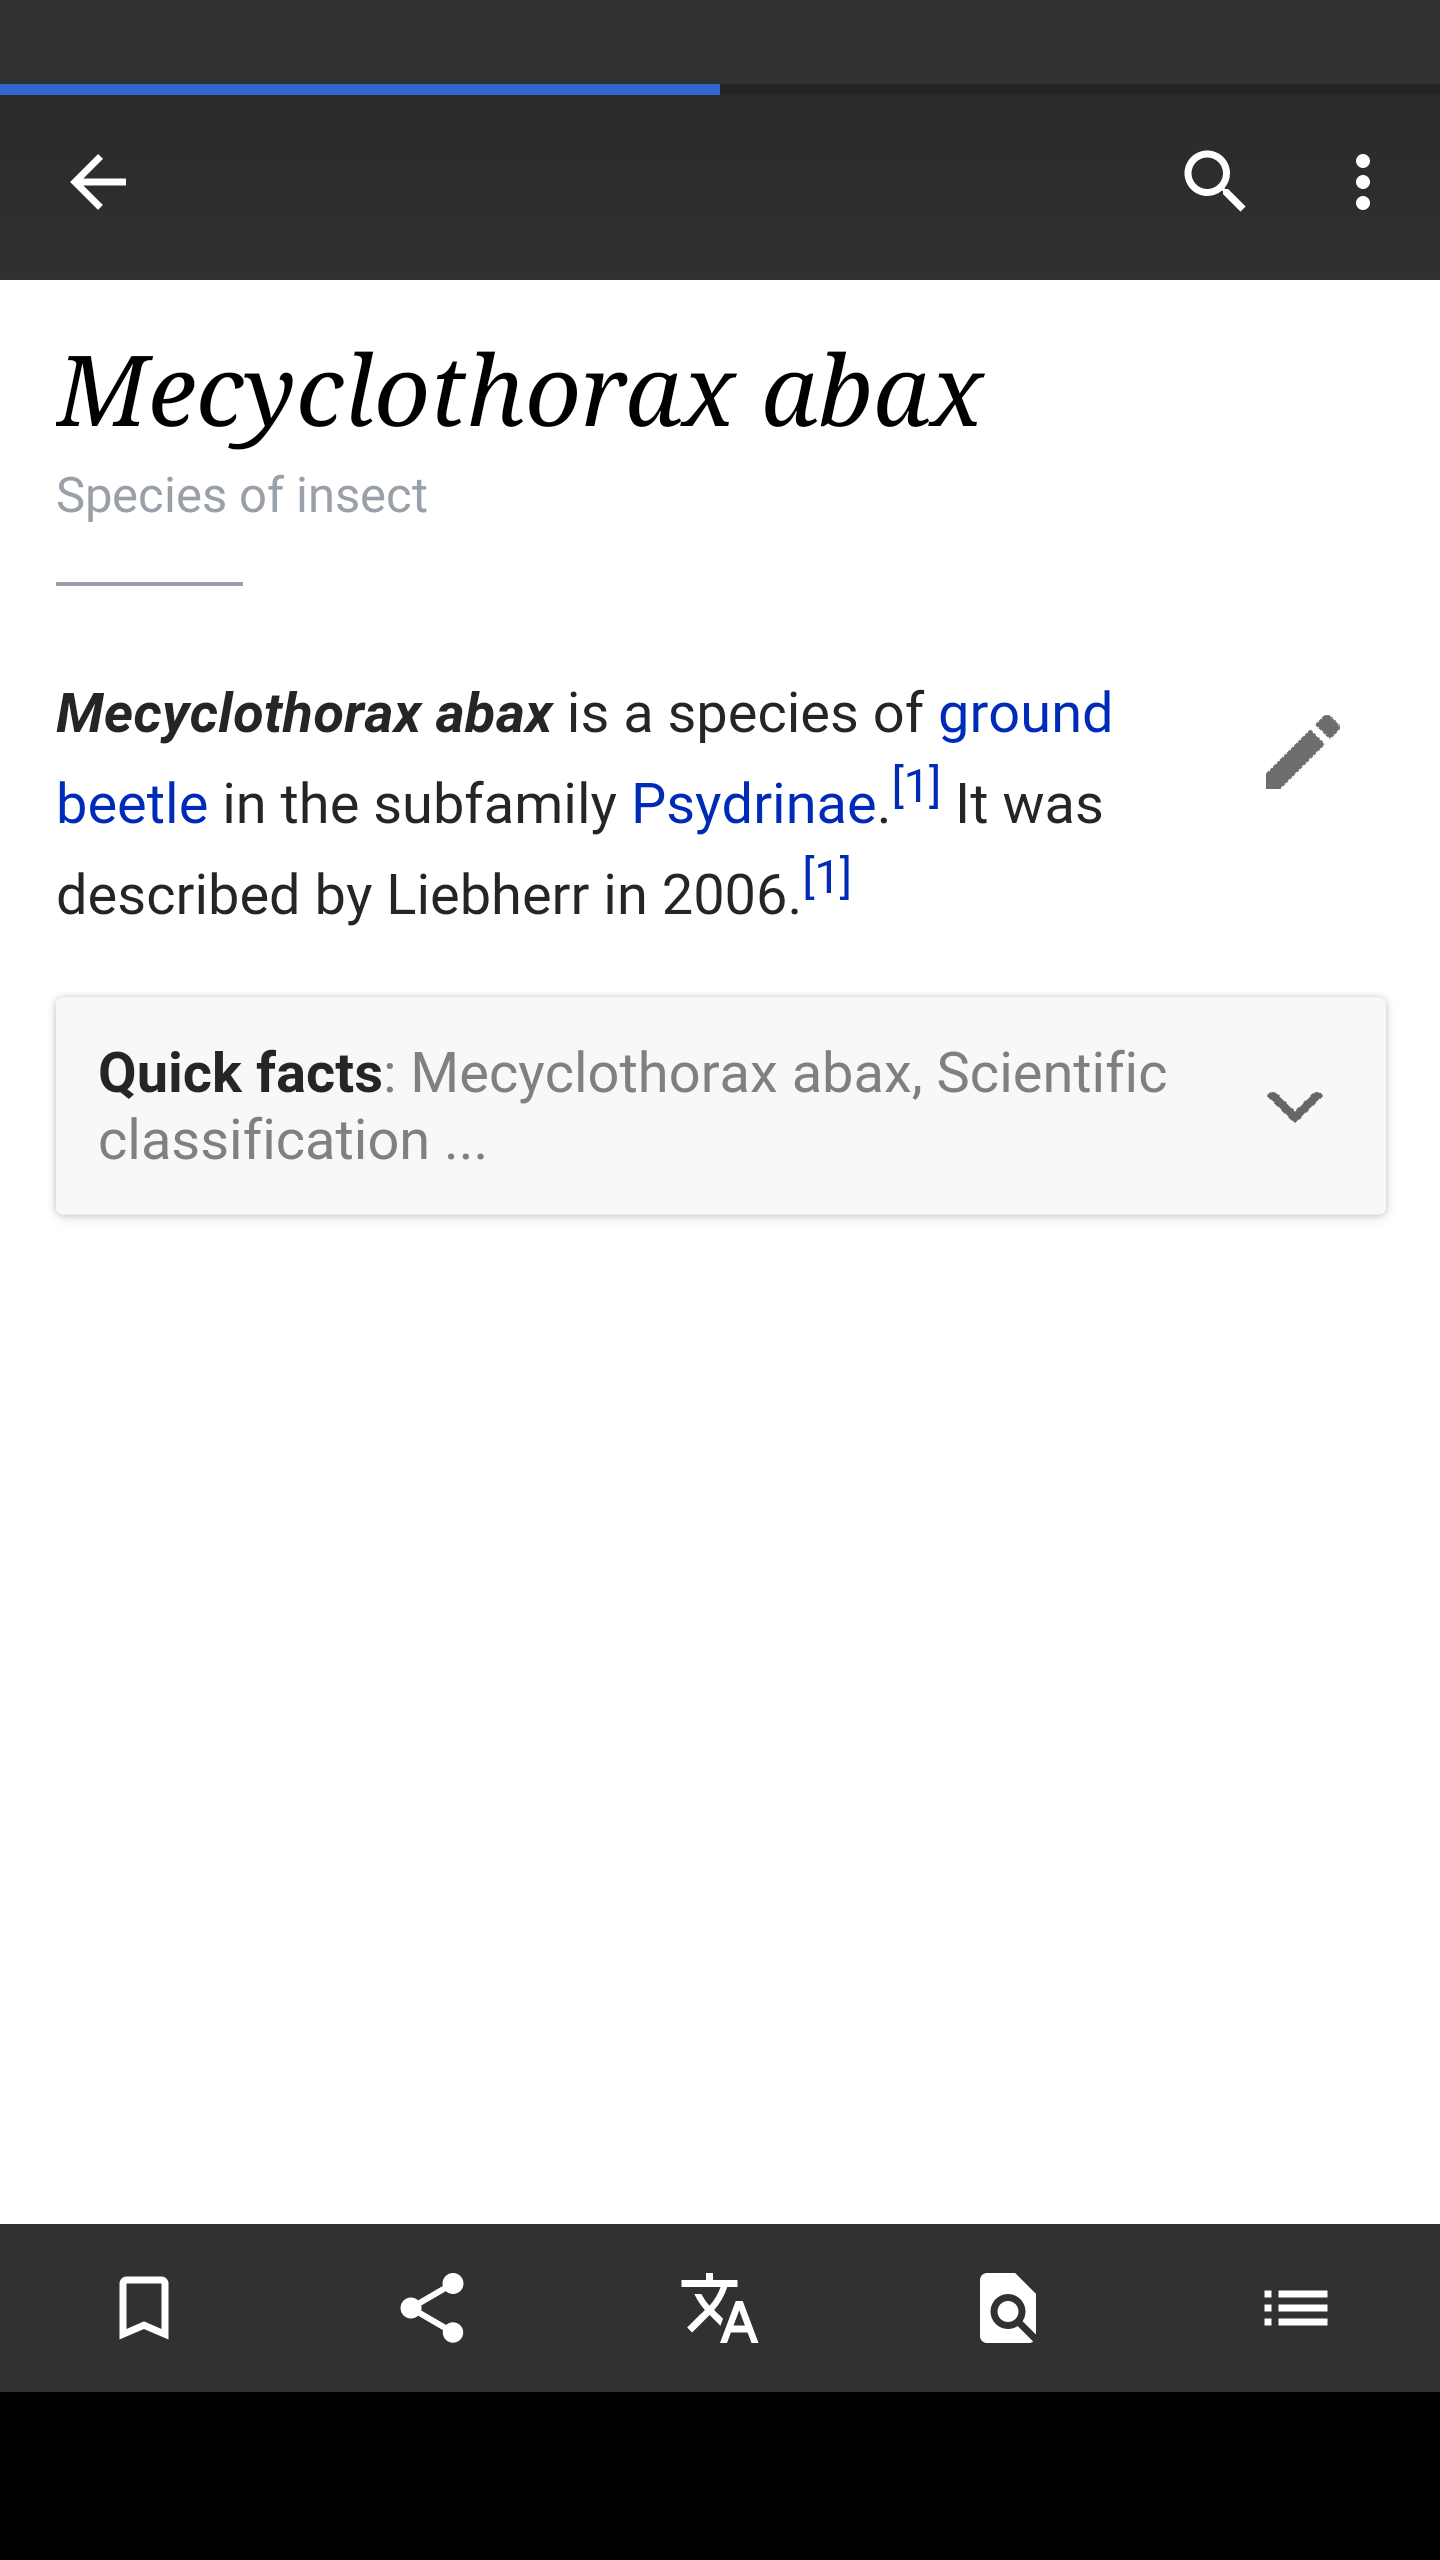 Mecyclothorax abax
Species of insect
Mecyclothorax abax is a species of ground
beetle in the subfamily Psydrinae.[1] It was
described by Liebherr in 2006.[1]
Quick facts: Mecyclothorax abax, Scientific
classification ...